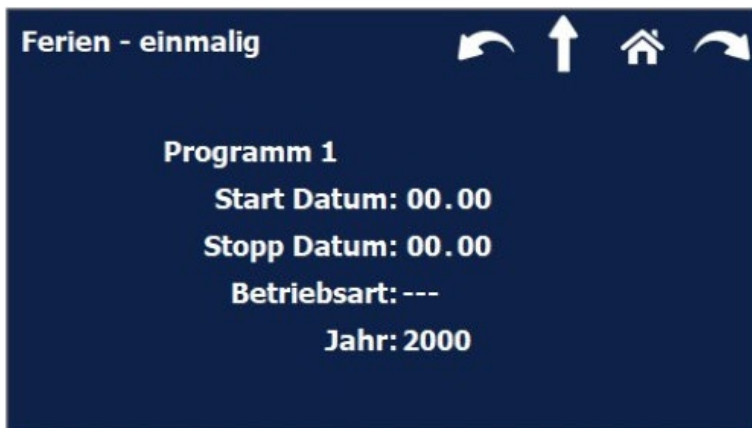 Ferien - einmalig
Programm 1
Start Datum: 00.00
Stopp Datum: 00.00
Betriebsart: ---
Jahr: 2000